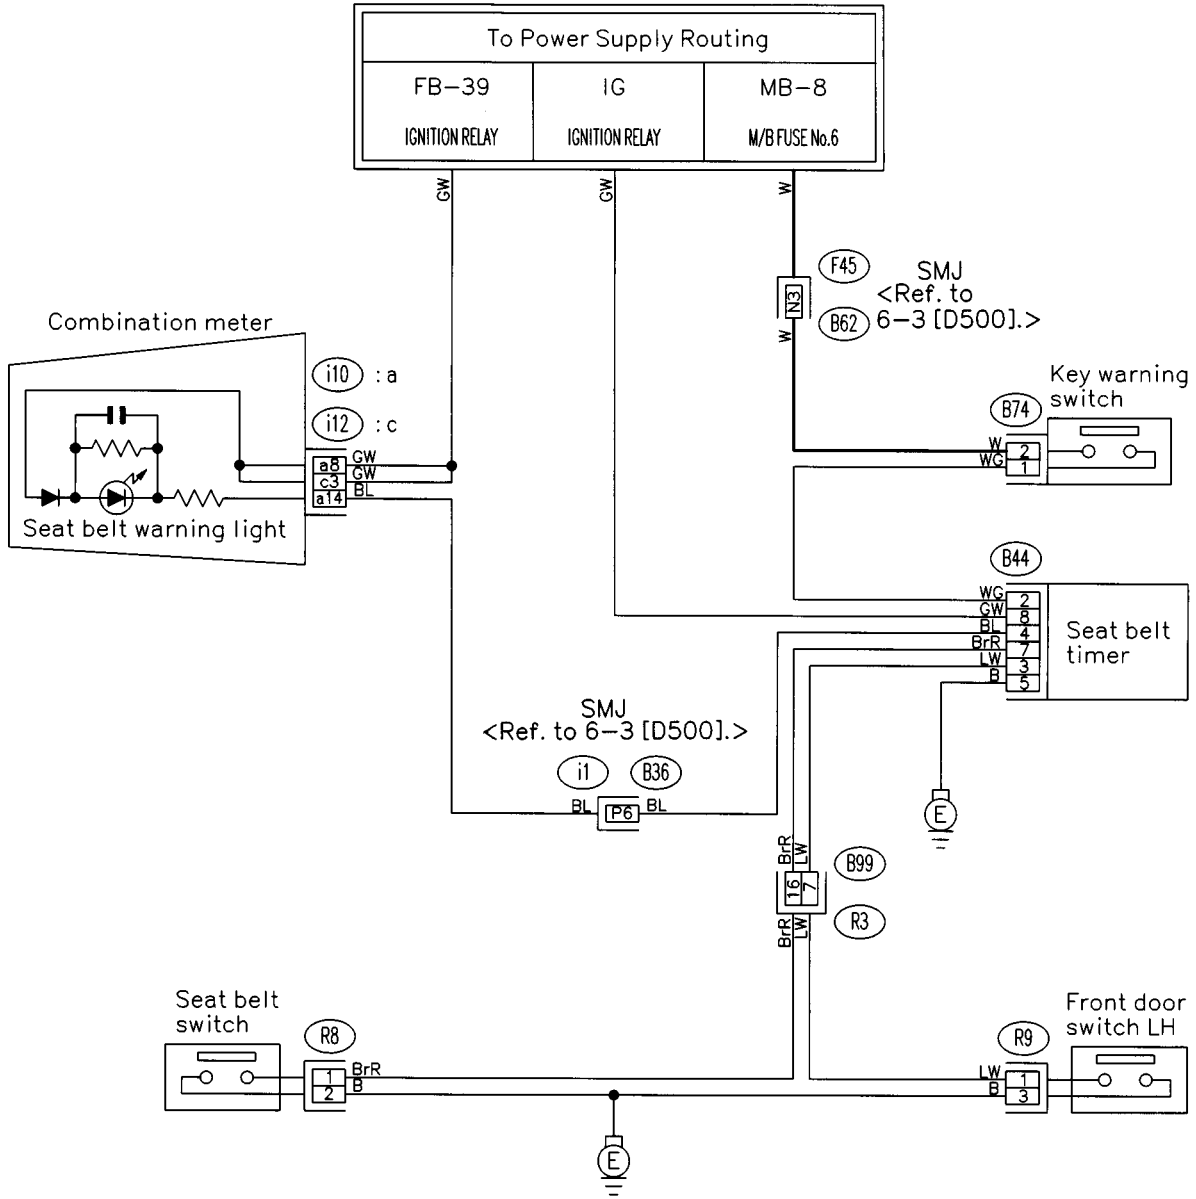 To Power Supply Routing
FB-39
IG
MB-8
IGNITION RELAY
IGNITION RELAY
M/B FUSE No.6
GW
GW
W
F45
SMJ
<Ref. to
6-3 [D500].>
N3
B62
W
Combination meter
i10 : a
i12 : c
a8 GW
c3 GW
a14 BL
Seat belt warning light
Key warning
switch
B74
W 2
WG 1
B44
WG 2
GW 8
BL 4
BrR 7
LW 3
B 5
Seat belt
timer
SMJ
<Ref. to 6-3 [D500].>
i1
B36
BL P6 BL
E
BrR LW
B99
16 7
R3
BrR LW
Seat belt
switch
R8
1 BrR
2 B
Front door
switch LH
R9
LW 1
B 3
E